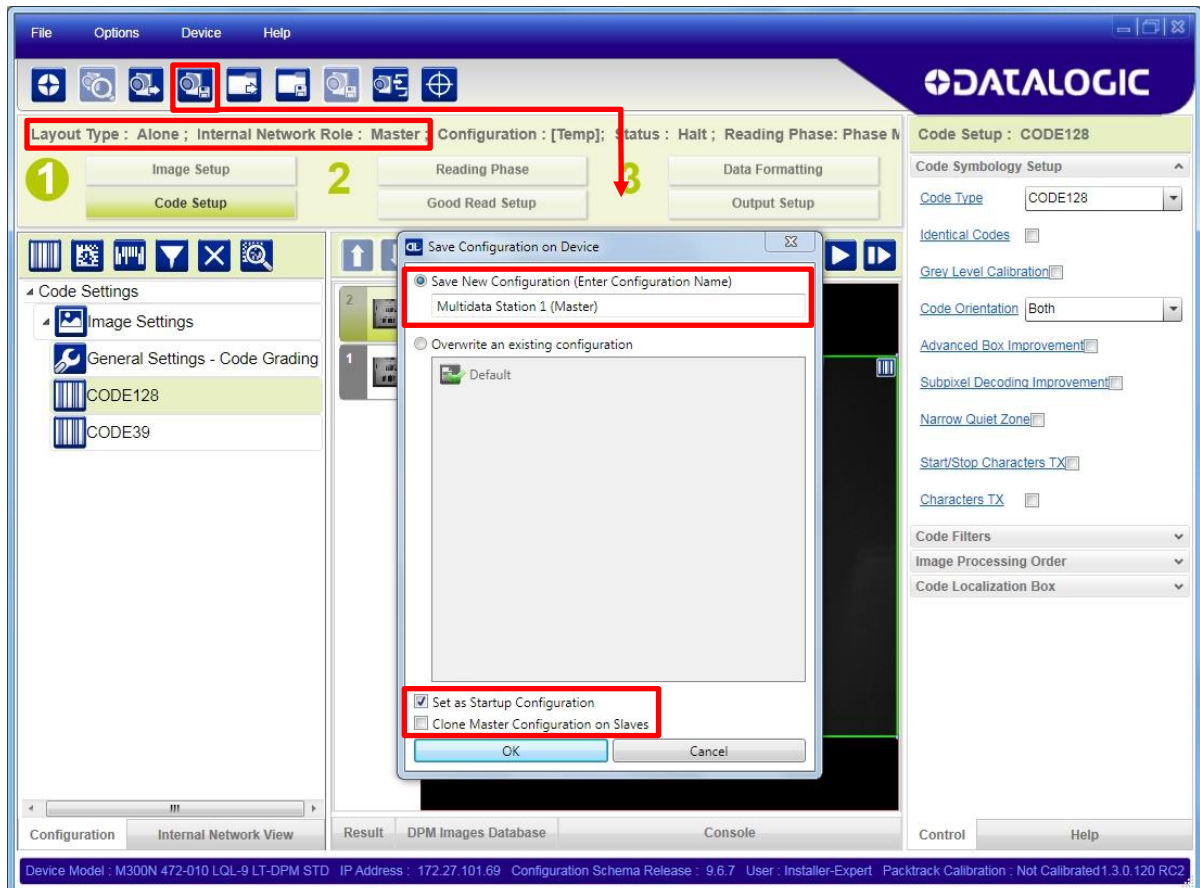 File Options Device Help
DATALOGIC
Layout Type : Alone ; Internal Network Role : Master ; Configuration : [Temp]; Status : Halt ; Reading Phase: Phase M
Code Setup : CODE128
1
Image Setup
Code Setup
2
Reading Phase
Good Read Setup
3
Data Formatting
Output Setup
Code Settings
Image Settings
General Settings - Code Grading
CODE128
CODE39
2
1
Save Configuration on Device
Save New Configuration (Enter Configuration Name)
Multidata Station 1 (Master)
Overwrite an existing configuration
Default
Set as Startup Configuration
Clone Master Configuration on Slaves
OK Cancel
Code Symbology Setup
Code Type CODE128
Identical Codes
Grey Level Calibration
Code Orientation Both
Advanced Box Improvement
Subpixel Decoding Improvement
Narrow Quiet Zone
Start/Stop Characters TX
Characters TX
Code Filters
Image Processing Order
Code Localization Box
Configuration Internal Network View
Result DPM Images Database Console
Control Help
Device Model : M300N 472-010 LQL-9 LT-DPM STD IP Address : 172.27.101.69 Configuration Schema Release : 9.6.7 User : Installer-Expert Packtrack Calibration : Not Calibrated 1.3.0.120 RC2